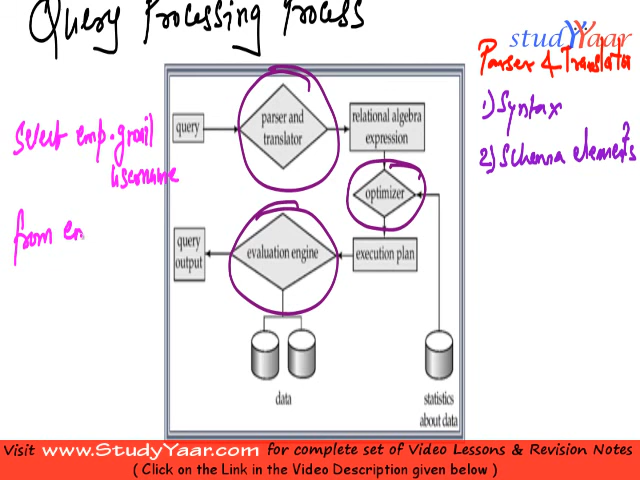 Query Processing Process
studYYaar
Parser & Translator
1) Syntax
2) Schema elements ?
Select emp.gmail
username
from em
query
parser and
translator
relational algebra
expression
optimizer
query
output
evaluation engine
execution plan
data
statistics
about data
Visit www.StudyYaar.com for complete set of Video Lessons & Revision Notes
( Click on the Link in the Video Description given below )